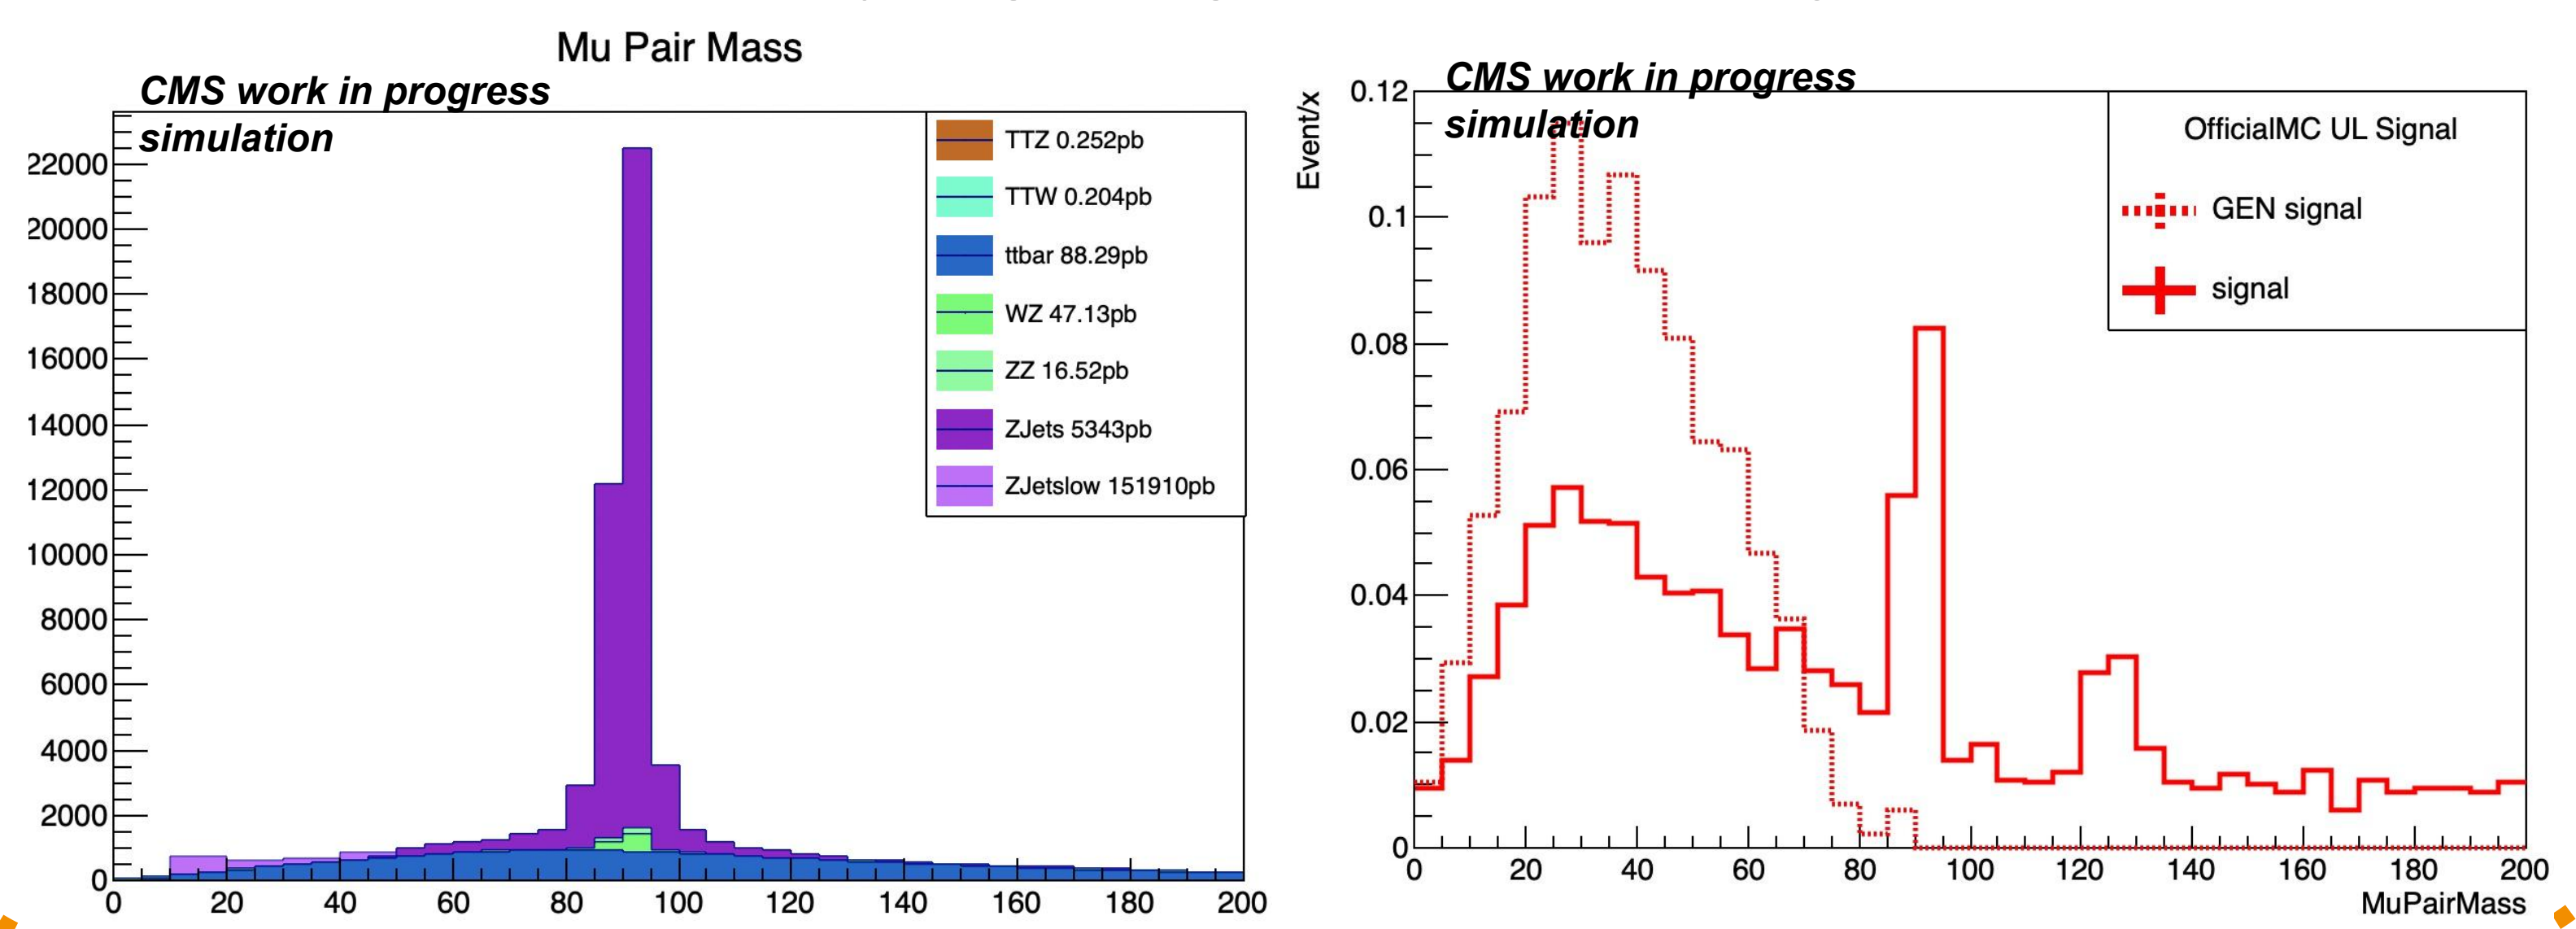 Mu Pair Mass
CMS work in progress
simulation
22000
20000
18000
16000
14000
12000
10000
8000
6000
4000
2000
0
0 20 40 60 80 100 120 140 160 180 200
TTZ 0.252pb
TTW 0.204pb
ttbar 88.29pb
WZ 47.13pb
ZZ 16.52pb
ZJets 5343pb
ZJetslow 151910pb
CMS work in progress
simulation
Event/x
0.12
0.1
0.08
0.06
0.04
0.02
0
0 20 40 60 80 100 120 140 160 180 200
MuPairMass
OfficialMC UL Signal
GEN signal
signal